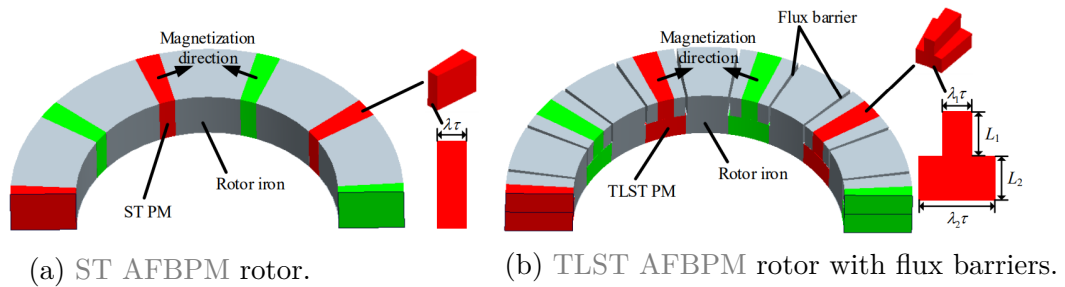 Magnetization
direction
λτ
Rotor iron
ST PM
(a) ST AFBPM rotor.
Flux barrier
Magnetization
direction
λ₁τ
L₁
L₂
λ₂τ
Rotor iron
TLST PM
(b) TLST AFBPM rotor with flux barriers.